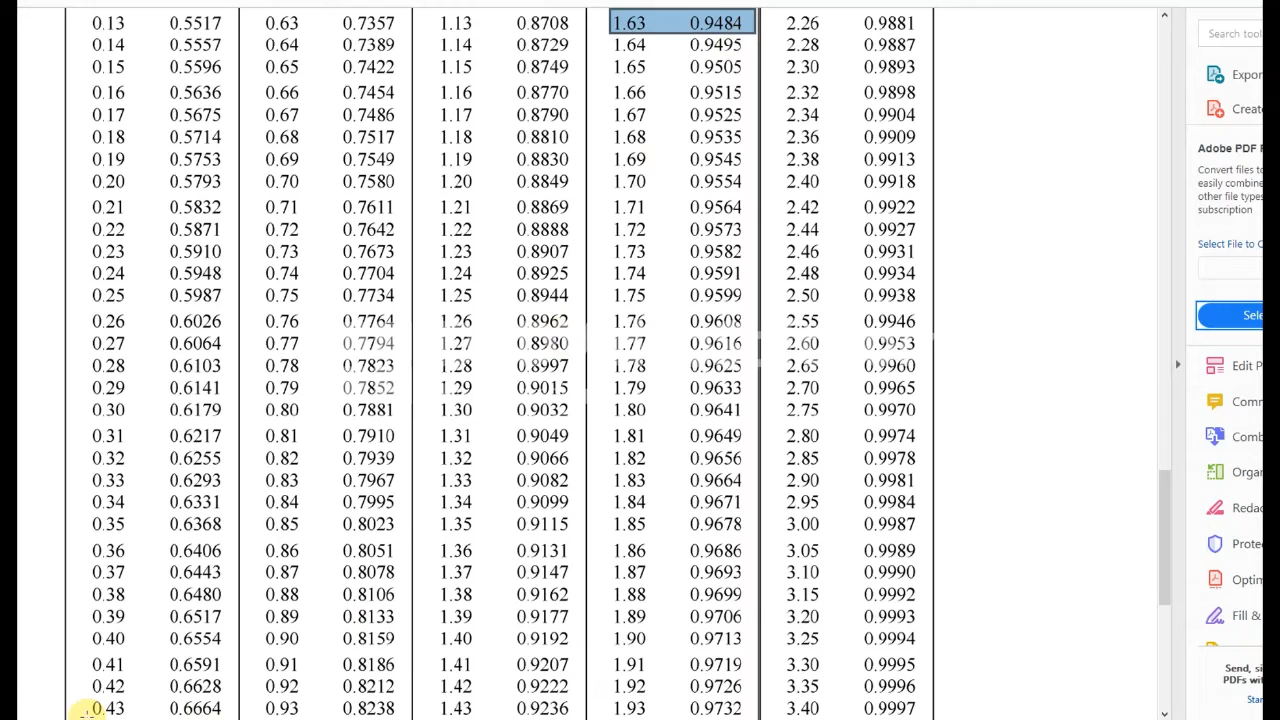 0.13 0.5517 0.63 0.7357 1.13 0.8708 1.63 0.9484 2.26 0.9881
0.14 0.5557 0.64 0.7389 1.14 0.8729 1.64 0.9495 2.28 0.9887
0.15 0.5596 0.65 0.7422 1.15 0.8749 1.65 0.9505 2.30 0.9893
0.16 0.5636 0.66 0.7454 1.16 0.8770 1.66 0.9515 2.32 0.9898
0.17 0.5675 0.67 0.7486 1.17 0.8790 1.67 0.9525 2.34 0.9904
0.18 0.5714 0.68 0.7517 1.18 0.8810 1.68 0.9535 2.36 0.9909
0.19 0.5753 0.69 0.7549 1.19 0.8830 1.69 0.9545 2.38 0.9913
0.20 0.5793 0.70 0.7580 1.20 0.8849 1.70 0.9554 2.40 0.9918
0.21 0.5832 0.71 0.7611 1.21 0.8869 1.71 0.9564 2.42 0.9922
0.22 0.5871 0.72 0.7642 1.22 0.8888 1.72 0.9573 2.44 0.9927
0.23 0.5910 0.73 0.7673 1.23 0.8907 1.73 0.9582 2.46 0.9931
0.24 0.5948 0.74 0.7704 1.24 0.8925 1.74 0.9591 2.48 0.9934
0.25 0.5987 0.75 0.7734 1.25 0.8944 1.75 0.9599 2.50 0.9938
0.26 0.6026 0.76 0.7764 1.26 0.8962 1.76 0.9608 2.55 0.9946
0.27 0.6064 0.77 0.7794 1.27 0.8980 1.77 0.9616 2.60 0.9953
0.28 0.6103 0.78 0.7823 1.28 0.8997 1.78 0.9625 2.65 0.9960
0.29 0.6141 0.79 0.7852 1.29 0.9015 1.79 0.9633 2.70 0.9965
0.30 0.6179 0.80 0.7881 1.30 0.9032 1.80 0.9641 2.75 0.9970
0.31 0.6217 0.81 0.7910 1.31 0.9049 1.81 0.9649 2.80 0.9974
0.32 0.6255 0.82 0.7939 1.32 0.9066 1.82 0.9656 2.85 0.9978
0.33 0.6293 0.83 0.7967 1.33 0.9082 1.83 0.9664 2.90 0.9981
0.34 0.6331 0.84 0.7995 1.34 0.9099 1.84 0.9671 2.95 0.9984
0.35 0.6368 0.85 0.8023 1.35 0.9115 1.85 0.9678 3.00 0.9987
0.36 0.6406 0.86 0.8051 1.36 0.9131 1.86 0.9686 3.05 0.9989
0.37 0.6443 0.87 0.8078 1.37 0.9147 1.87 0.9693 3.10 0.9990
0.38 0.6480 0.88 0.8106 1.38 0.9162 1.88 0.9699 3.15 0.9992
0.39 0.6517 0.89 0.8133 1.39 0.9177 1.89 0.9706 3.20 0.9993
0.40 0.6554 0.90 0.8159 1.40 0.9192 1.90 0.9713 3.25 0.9994
0.41 0.6591 0.91 0.8186 1.41 0.9207 1.91 0.9719 3.30 0.9995
0.42 0.6628 0.92 0.8212 1.42 0.9222 1.92 0.9726 3.35 0.9996
0.43 0.6664 0.93 0.8238 1.43 0.9236 1.93 0.9732 3.40 0.9997
Search tool
Expor
Create
Adobe PDF P
Convert files to
easily combine
other file types
subscription
Select File to C
Sele
Edit P
Comm
Comb
Organ
Redac
Prote
Optim
Fill &
Send, si
PDFs wit
Star